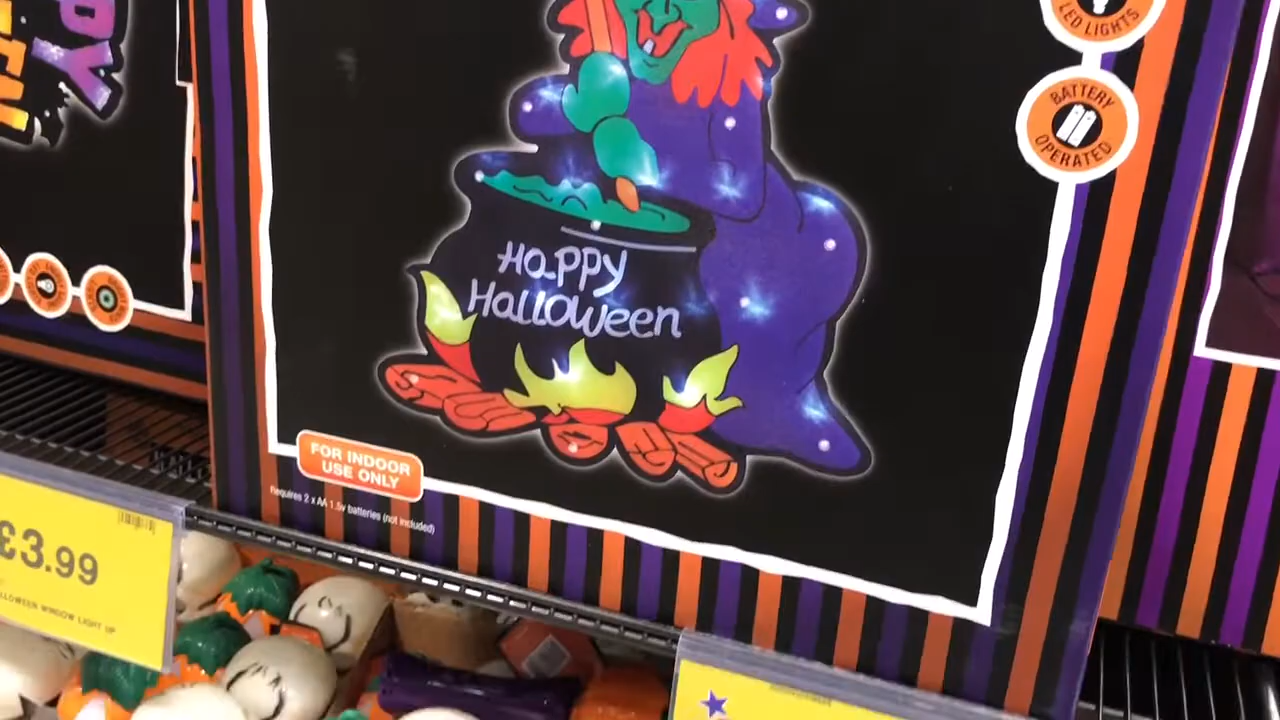 PPY
LED LIGHTS
BATTERY
OPERATED
HAPPY
Halloween
FOR INDOOR
USE ONLY
Requires 2 x AA 1.5v batteries (not included)
£3.99
LLOWEEN WINDOW LIGHT UP